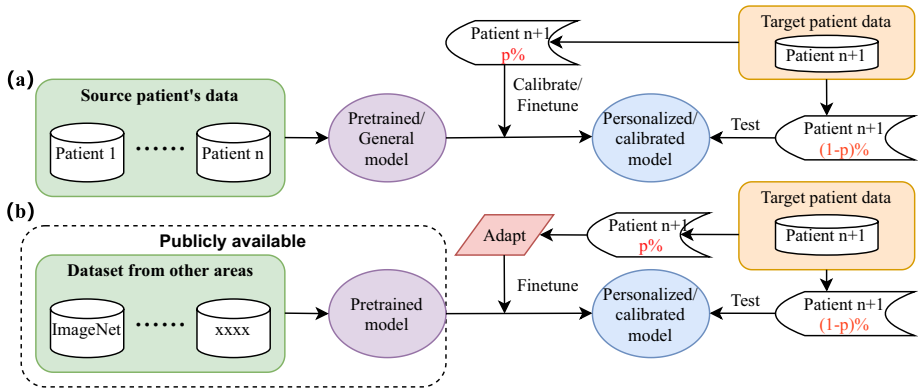 (a)
Source patient's data
Patient 1
......
Patient n
Pretrained/
General
model
Patient n+1
p%
Calibrate/
Finetune
Personalized/
calibrated
model
Target patient data
Patient n+1
Test
Patient n+1
(1-p)%
(b)
Publicly available
Dataset from other areas
ImageNet
......
xxxx
Pretrained
model
Adapt
Patient n+1
p%
Finetune
Personalized/
calibrated
model
Target patient data
Patient n+1
Test
Patient n+1
(1-p)%